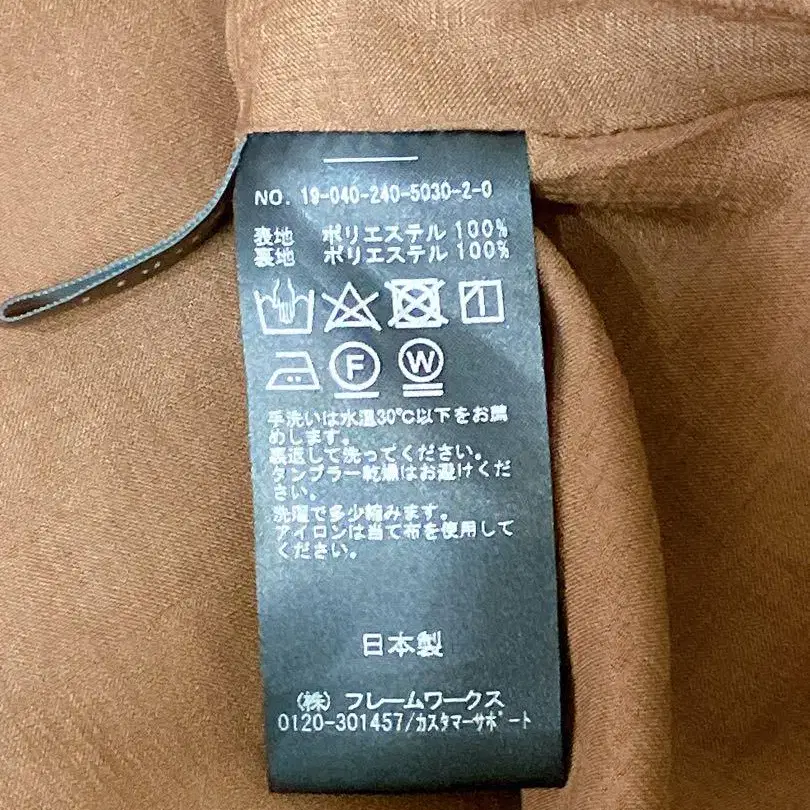 NO. 19-040-240-5030-2-0
表地 ポリエステル 100%
裏地 ポリエステル 100%
F W
手洗いは水温30℃以下をお薦
めします。
裏返して洗ってください。
タンブラー乾燥はお避けくだ
さい。
洗濯で多少縮みます。
アイロンは当て布を使用して
ください。
日本製
(株) フレームワークス
0120-301457/カスタマーサポート